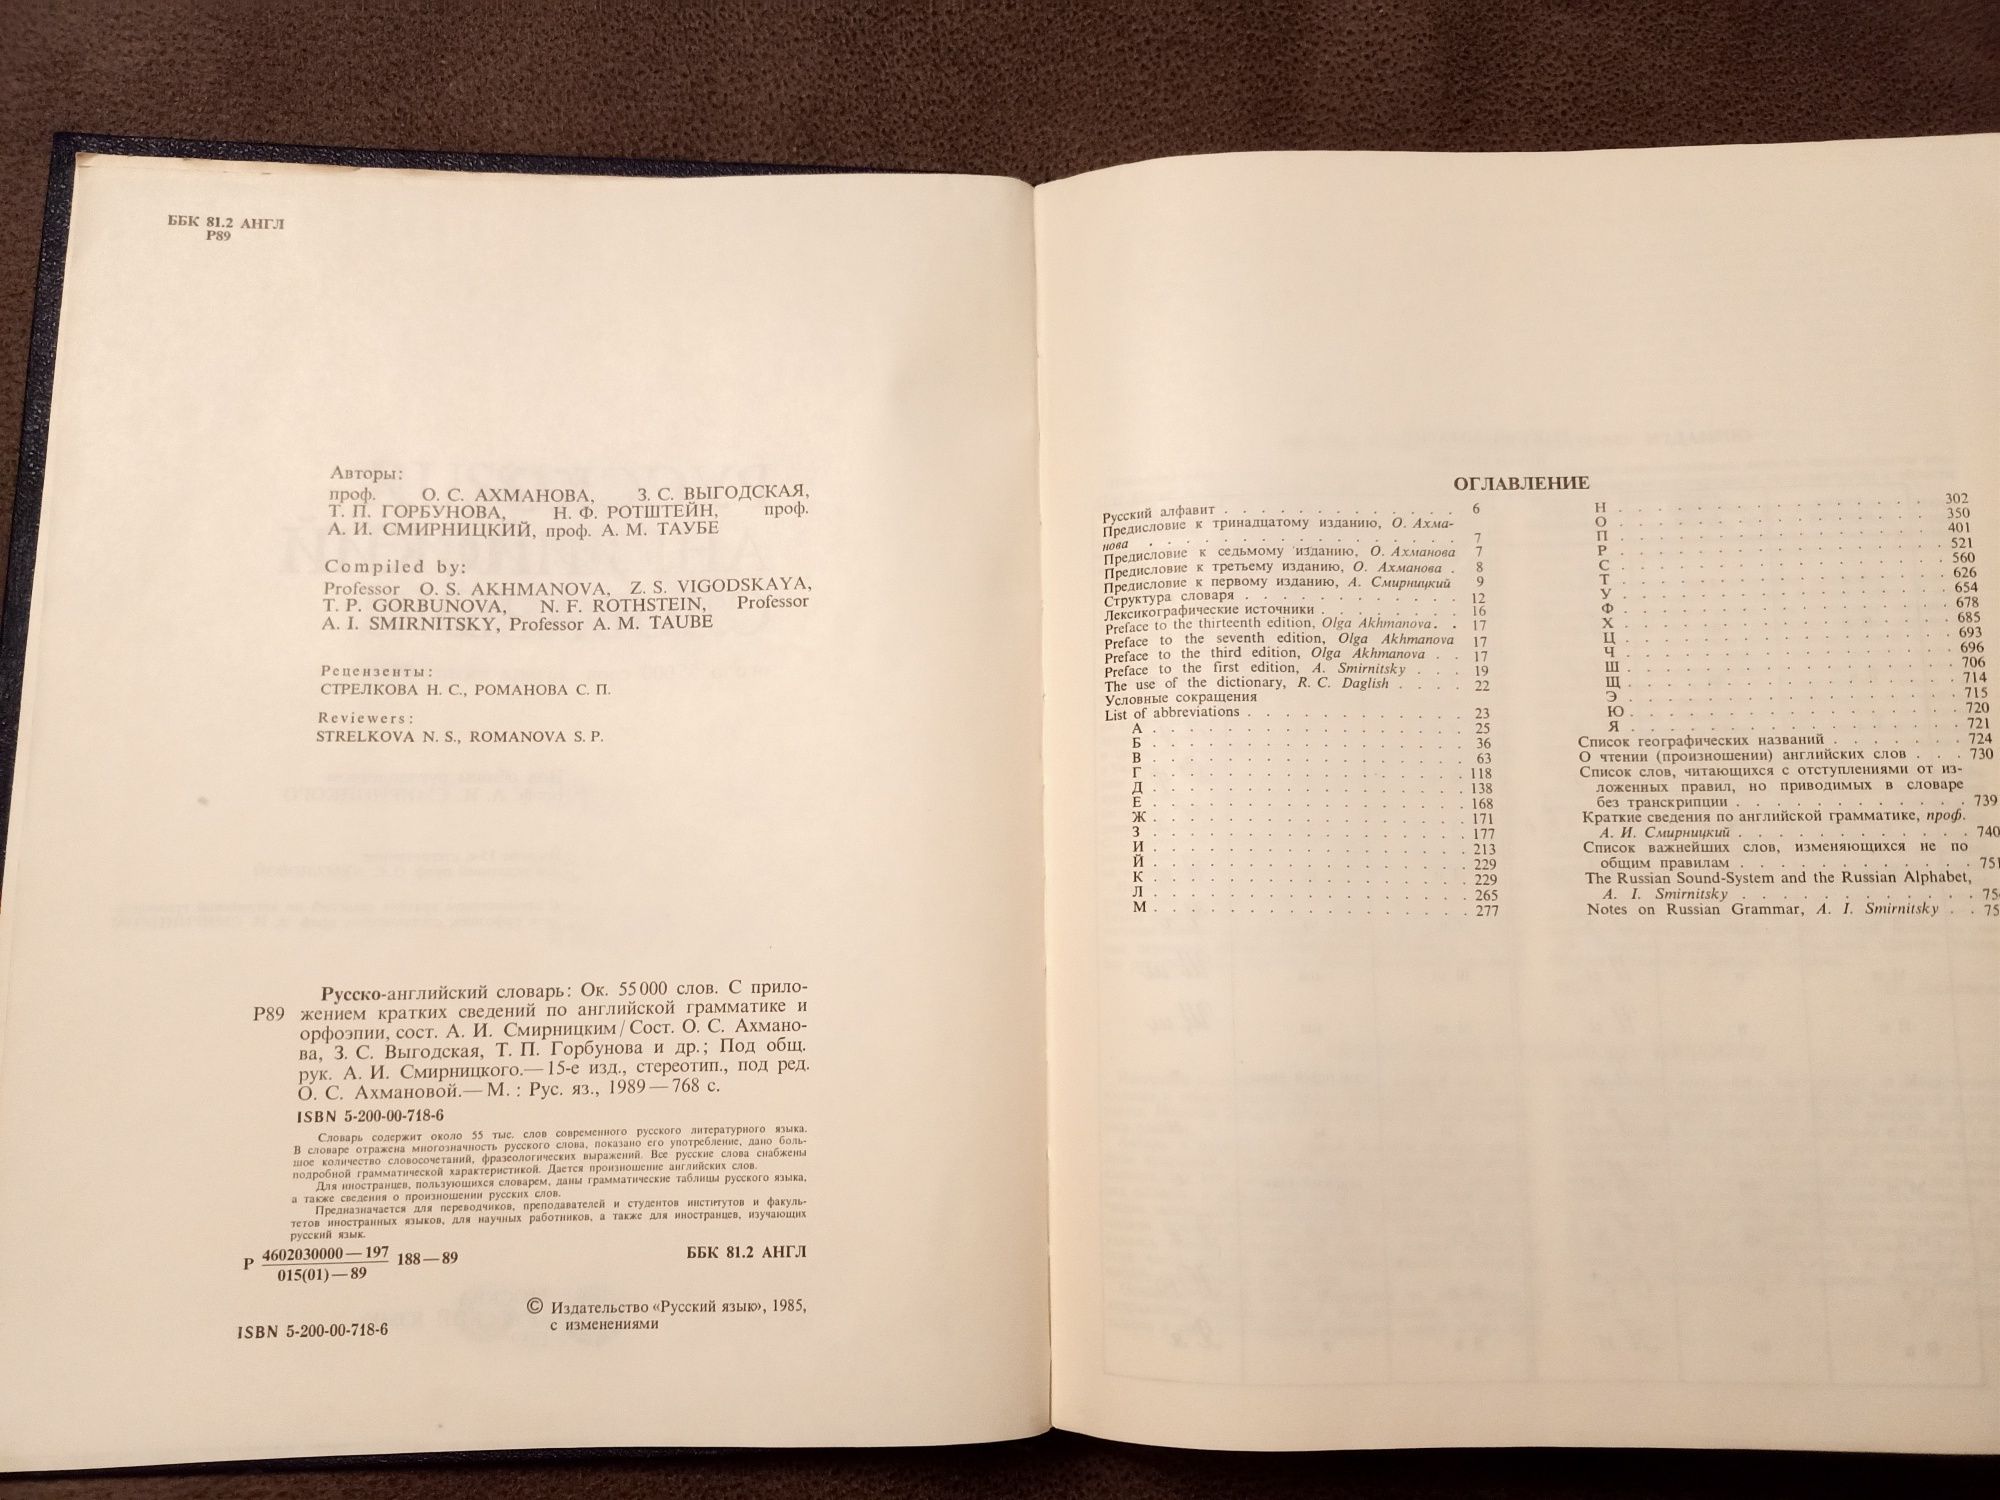 ББК 81.2 АНГЛ
Р89
Авторы:
проф. О. С. АХМАНОВА, З. С. ВЫГОДСКАЯ,
Т. П. ГОРБУНОВА, Н. Ф. РОТШТЕЙН, проф.
А. И. СМИРНИЦКИЙ, проф. А. М. ТАУБЕ
Compiled by:
Professor O. S. AKHMANOVA, Z. S. VIGODSKAYA,
T. P. GORBUNOVA, N. F. ROTHSTEIN, Professor
A. I. SMIRNITSKY, Professor A. M. TAUBE
Рецензенты:
СТРЕЛКОВА Н. С., РОМАНОВА С. П.
Reviewers:
STRELKOVA N. S., ROMANOVA S. P.
Русско-английский словарь: Ок. 55 000 слов. С прило-
Р89 жением кратких сведений по английской грамматике и
орфоэпии, сост. А. И. Смирницким / Сост. О. С. Ахмано-
ва, З. С. Выгодская, Т. П. Горбунова и др.; Под общ.
рук. А. И. Смирницкого.— 15-е изд., стереотип., под ред.
О. С. Ахмановой.— М. : Рус. яз., 1989 — 768 с.
ISBN 5-200-00-718-6
Словарь содержит около 55 тыс. слов современного русского литературного языка.
В словаре отражена многозначность русского слова, показано его употребление, дано боль-
шое количество словосочетаний, фразеологических выражений. Все русские слова снабжены
подробной грамматической характеристикой. Дается произношение английских слов.
Для иностранцев, пользующихся словарем, даны грамматические таблицы русского языка,
а также сведения о произношении русских слов.
Предназначается для переводчиков, преподавателей и студентов институтов и факуль-
тетов иностранных языков, для научных работников, а также для иностранцев, изучающих
русский язык.
Р 4602030000 — 197 188 — 89 ББК 81.2 АНГЛ
015(01) — 89
© Издательство «Русский язык», 1985,
с изменениями
ISBN 5-200-00-718-6
ОГЛАВЛЕНИЕ
Русский алфавит . . . . . . . . . . . . . 6
Предисловие к тринадцатому изданию, О. Ахма-
нова . . . . . . . . . . . . . . . . . 7
Предисловие к седьмому изданию, О. Ахманова 7
Предисловие к третьему изданию, О. Ахманова . 8
Предисловие к первому изданию, А. Смирницкий 9
Структура словаря . . . . . . . . . . . . 12
Лексикографические источники . . . . . . . . 16
Preface to the thirteenth edition, Olga Akhmanova . . 17
Preface to the seventh edition, Olga Akhmanova 17
Preface to the third edition, Olga Akhmanova . . 17
Preface to the first edition, A. Smirnitsky . . . 19
The use of the dictionary, R. C. Daglish . . . . 22
Условные сокращения
List of abbreviations . . . . . . . . . . . . 23
А . . . . . . . . . . . . . . . . 25
Б . . . . . . . . . . . . . . . . 36
В . . . . . . . . . . . . . . . . 63
Г . . . . . . . . . . . . . . . . 118
Д . . . . . . . . . . . . . . . . 138
Е . . . . . . . . . . . . . . . . 168
Ж . . . . . . . . . . . . . . . . 171
З . . . . . . . . . . . . . . . . 177
И . . . . . . . . . . . . . . . . 213
Й . . . . . . . . . . . . . . . . 229
К . . . . . . . . . . . . . . . . 229
Л . . . . . . . . . . . . . . . . 265
М . . . . . . . . . . . . . . . . 277
Н . . . . . . . . . . . . . . . . 302
О . . . . . . . . . . . . . . . . 350
П . . . . . . . . . . . . . . . . 401
Р . . . . . . . . . . . . . . . . 521
С . . . . . . . . . . . . . . . . 560
Т . . . . . . . . . . . . . . . . 626
У . . . . . . . . . . . . . . . . 654
Ф . . . . . . . . . . . . . . . . 678
Х . . . . . . . . . . . . . . . . 685
Ц . . . . . . . . . . . . . . . . 693
Ч . . . . . . . . . . . . . . . . 696
Ш . . . . . . . . . . . . . . . . 706
Щ . . . . . . . . . . . . . . . . 714
Э . . . . . . . . . . . . . . . . 715
Ю . . . . . . . . . . . . . . . . 720
Я . . . . . . . . . . . . . . . . 721
Список географических названий . . . . . . . 724
О чтении (произношении) английских слов . . . 730
Список слов, читающихся с отступлениями от из-
ложенных правил, но приводимых в словаре
без транскрипции . . . . . . . . . . . . 739
Краткие сведения по английской грамматике, проф.
А. И. Смирницкий . . . . . . . . . . . . 740
Список важнейших слов, изменяющихся не по
общим правилам . . . . . . . . . . . . 751
The Russian Sound-System and the Russian Alphabet,
A. I. Smirnitsky . . . . . . . . . . . .
Notes on Russian Grammar, A. I. Smirnitsky . .